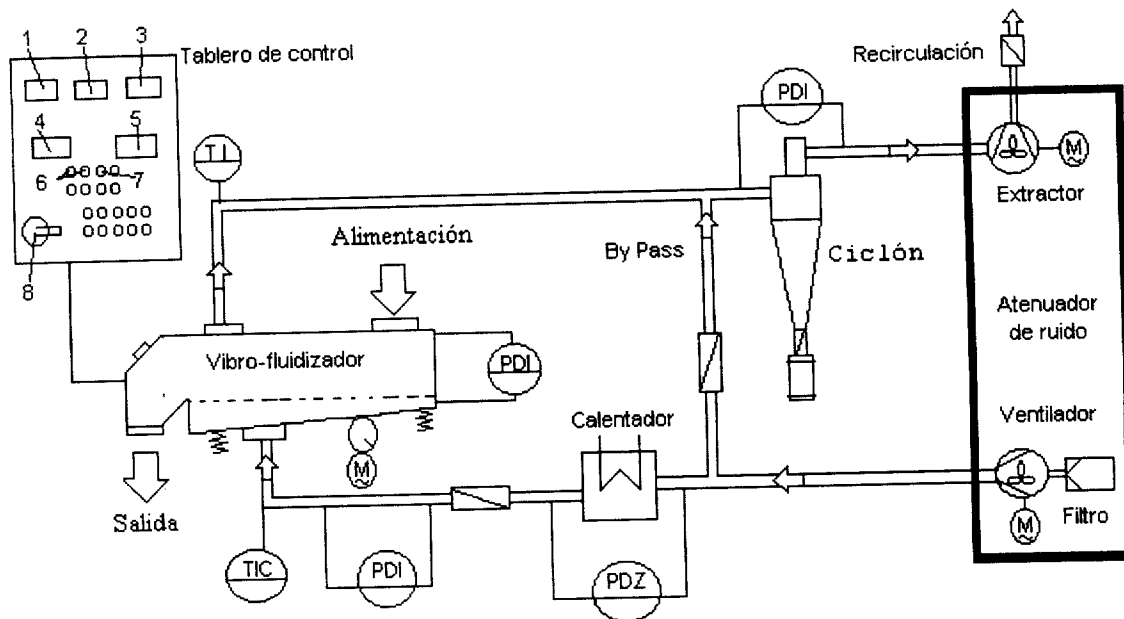 1
2
3
Tablero de control
4
5
6
7
8
TI
Alimentación
Vibro-fluidizador
PDI
M
Salida
TIC
PDI
Calentador
PDZ
By Pass
PDI
Ciclón
Recirculación
M
Extractor
Atenuador
de ruido
Ventilador
M
Filtro